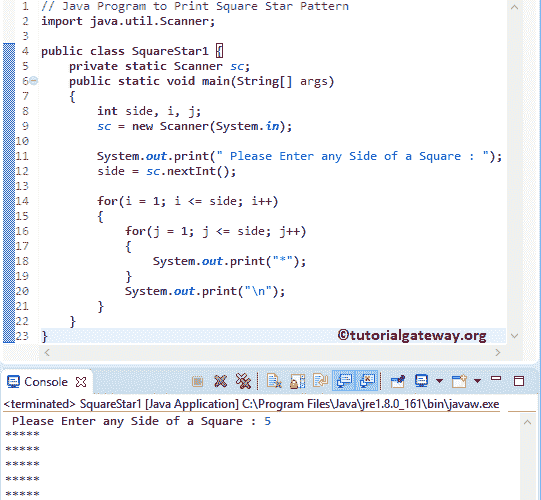 1 // Java Program to Print Square Star Pattern
2 import java.util.Scanner;
3
4 public class SquareStar1 {
5     private static Scanner sc;
6     public static void main(String[] args)
7     {
8         int side, i, j;
9         sc = new Scanner(System.in);
10
11         System.out.print(" Please Enter any Side of a Square : ");
12         side = sc.nextInt();
13
14         for(i = 1; i <= side; i++)
15         {
16             for(j = 1; j <= side; j++)
17             {
18                 System.out.print("*");
19             }
20             System.out.print("\n");
21         }
22     }
23 }
©tutorialgateway.org
Console
<terminated> SquareStar1 [Java Application] C:\Program Files\Java\jre1.8.0_161\bin\javaw.exe
 Please Enter any Side of a Square : 5
*****
*****
*****
*****
*****